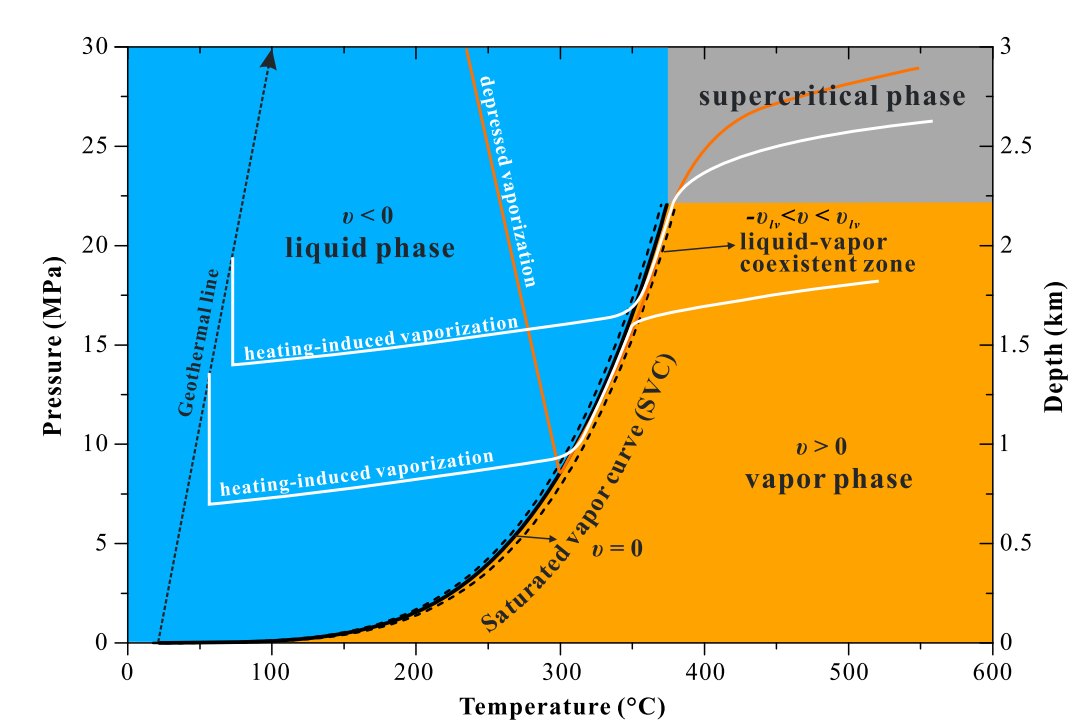 30
25
20
15
10
5
0
Pressure (MPa)
0
100
200
300
400
500
600
Temperature (°C)
3
2.5
2
1.5
1
0.5
0
Depth (km)
Geothermal line
υ < 0
liquid phase
depressed vaporization
supercritical phase
-υlv<υ < υlv
liquid-vapor
coexistent zone
heating-induced vaporization
heating-induced vaporization
Saturated vapor curve (SVC)
υ = 0
υ > 0
vapor phase